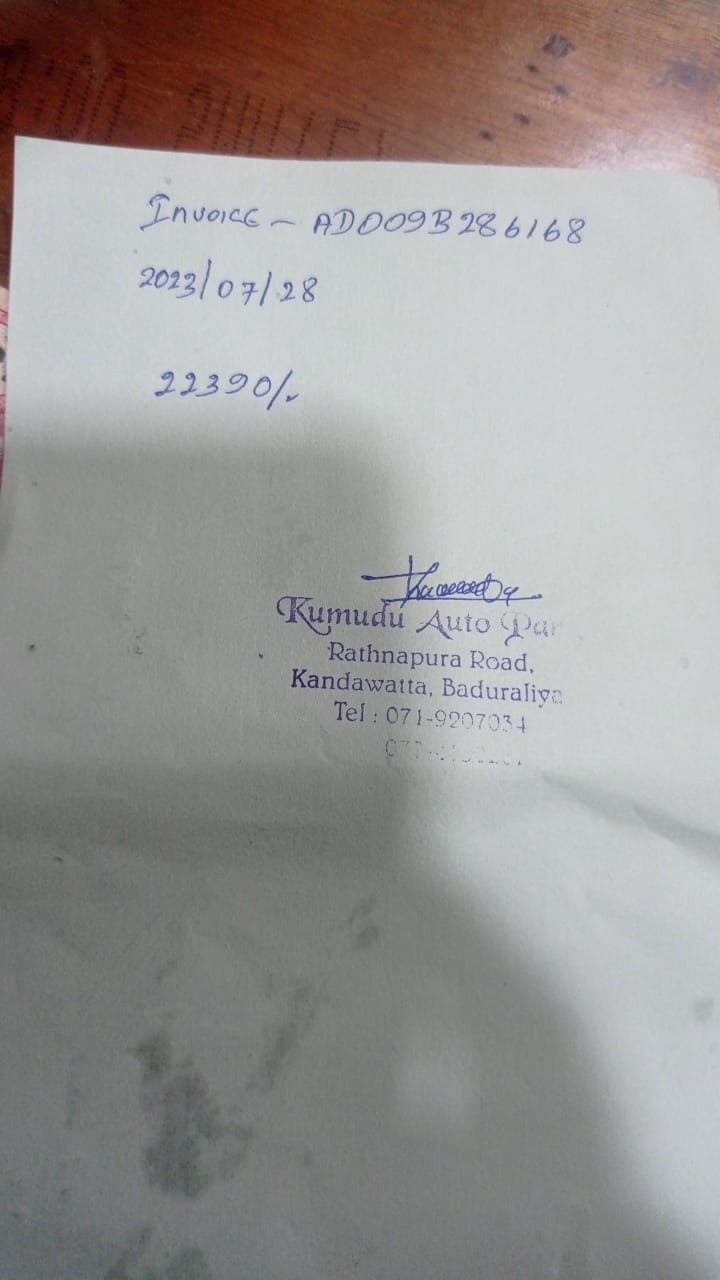 Invoice - AD009B286168
2023/07/28
22390/.
Kumudu Auto
Rathnapura Road,
Kandawatta, Baduraliya
Tel : 071-9207034